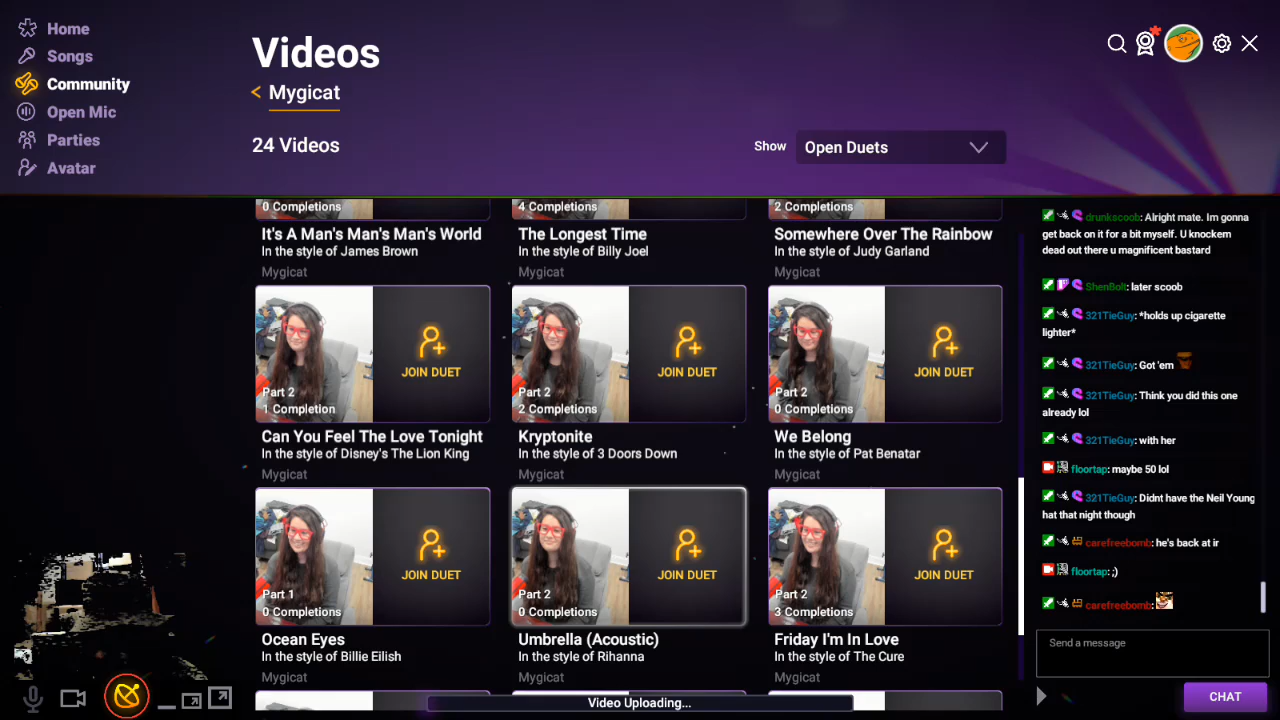 Home
Songs
Community
Open Mic
Parties
Avatar
Videos
< Mygicat
24 Videos
Show
Open Duets
0 Completions
4 Completions
2 Completions
It's A Man's Man's Man's World
In the style of James Brown
Mygicat
The Longest Time
In the style of Billy Joel
Mygicat
Somewhere Over The Rainbow
In the style of Judy Garland
Mygicat
JOIN DUET
Part 2
1 Completion
Can You Feel The Love Tonight
In the style of Disney's The Lion King
Mygicat
JOIN DUET
Part 2
2 Completions
Kryptonite
In the style of 3 Doors Down
Mygicat
JOIN DUET
Part 2
0 Completions
We Belong
In the style of Pat Benatar
Mygicat
JOIN DUET
Part 1
0 Completions
Ocean Eyes
In the style of Billie Eilish
Mygicat
JOIN DUET
Part 2
0 Completions
Umbrella (Acoustic)
In the style of Rihanna
Mygicat
JOIN DUET
Part 2
3 Completions
Friday I'm In Love
In the style of The Cure
Mygicat
Video Uploading...
drunkscoob: Alright mate. Im gonna
get back on it for a bit myself. U knockem
dead out there u magnificent bastard
ShenBolt: later scoob
321TieGuy: *holds up cigarette
lighter*
321TieGuy: Got 'em
321TieGuy: Think you did this one
already lol
321TieGuy: with her
floortap: maybe 50 lol
321TieGuy: Didnt have the Neil Young
hat that night though
carefreebomb: he's back at ir
floortap: ;)
carefreebomb:
Send a message
CHAT